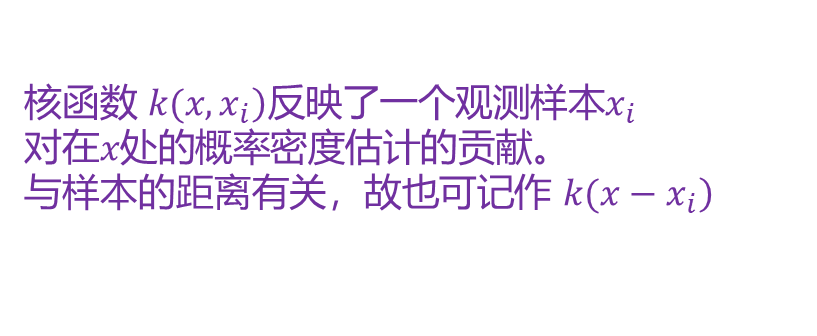 核函数 𝑘(𝑥, 𝑥ᵢ)反映了一个观测样本𝑥ᵢ
对在𝑥处的概率密度估计的贡献。
与样本的距离有关，故也可记作 𝑘(𝑥 − 𝑥ᵢ)